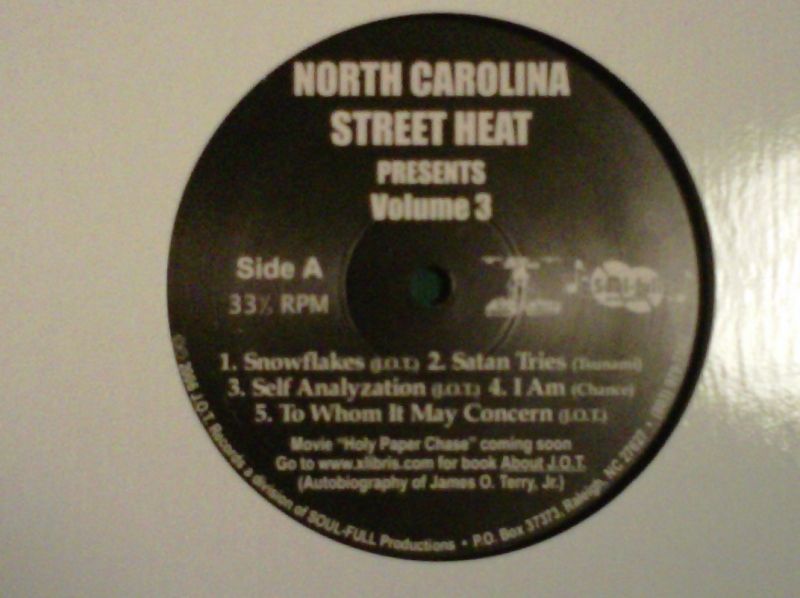 NORTH CAROLINA
STREET HEAT
PRESENTS
Volume 3
Side A
33⅓ RPM
1. Snowflakes (J.O.T.) 2. Satan Tries (Tsunami)
3. Self Analyzation (J.O.T.) 4. I Am (Chance)
5. To Whom It May Concern (J.O.T.)
Movie "Holy Paper Chase" coming soon
Go to www.xlibris.com for book About J.O.T.
(Autobiography of James O. Terry, Jr.)
J.O.T. Records a division of SOUL-FULL Productions • P.O. Box 37373, Raleigh, NC 27627 •